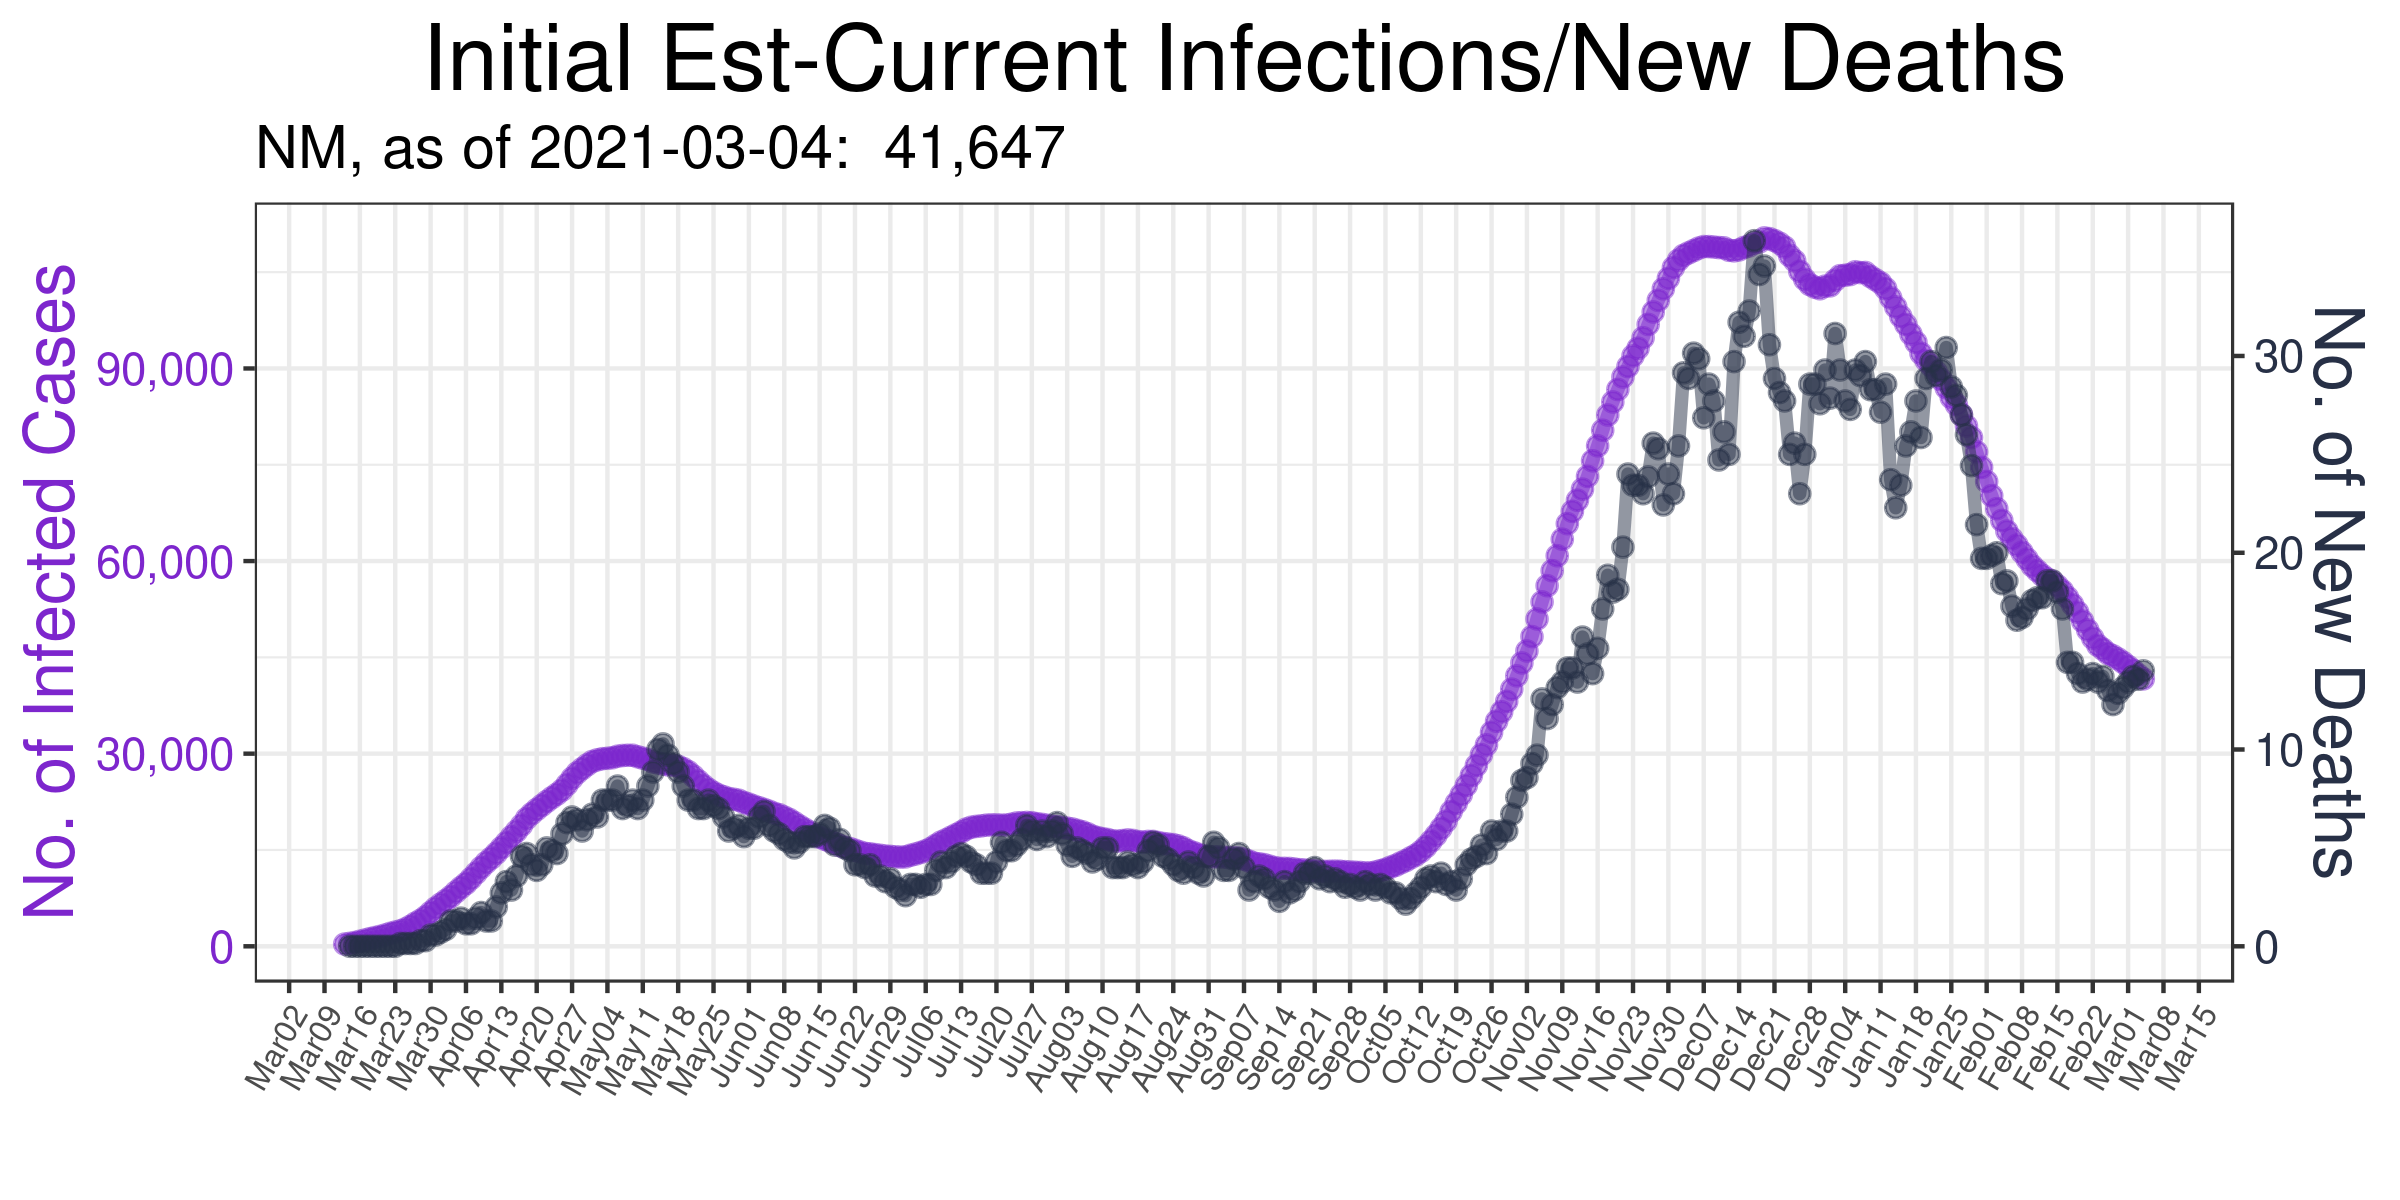 Initial Est-Current Infections/New Deaths
NM, as of 2021-03-04:  41,647
No. of Infected Cases
90,000
60,000
30,000
0
30
20
10
0
No. of New Deaths
Mar02
Mar09
Mar16
Mar23
Mar30
Apr06
Apr13
Apr20
Apr27
May04
May11
May18
May25
Jun01
Jun08
Jun15
Jun22
Jun29
Jul06
Jul13
Jul20
Jul27
Aug03
Aug10
Aug17
Aug24
Aug31
Sep07
Sep14
Sep21
Sep28
Oct05
Oct12
Oct19
Oct26
Nov02
Nov09
Nov16
Nov23
Nov30
Dec07
Dec14
Dec21
Dec28
Jan04
Jan11
Jan18
Jan25
Feb01
Feb08
Feb15
Feb22
Mar01
Mar08
Mar15